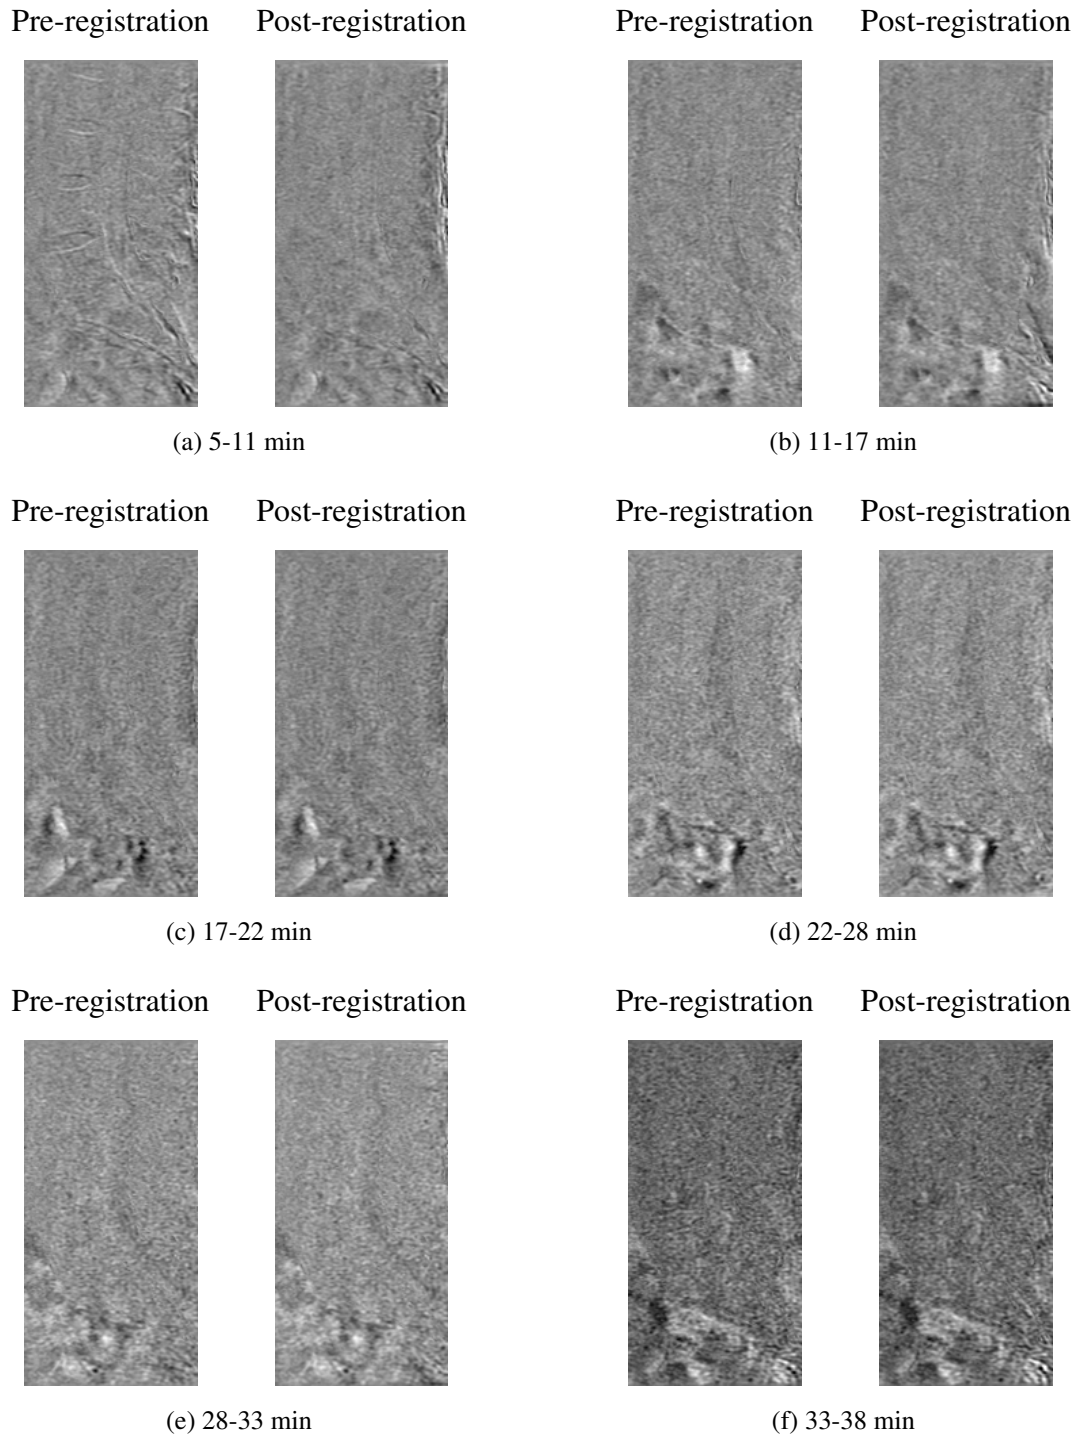 Pre-registration Post-registration Pre-registration Post-registration
(a) 5-11 min (b) 11-17 min
Pre-registration Post-registration Pre-registration Post-registration
(c) 17-22 min (d) 22-28 min
Pre-registration Post-registration Pre-registration Post-registration
(e) 28-33 min (f) 33-38 min